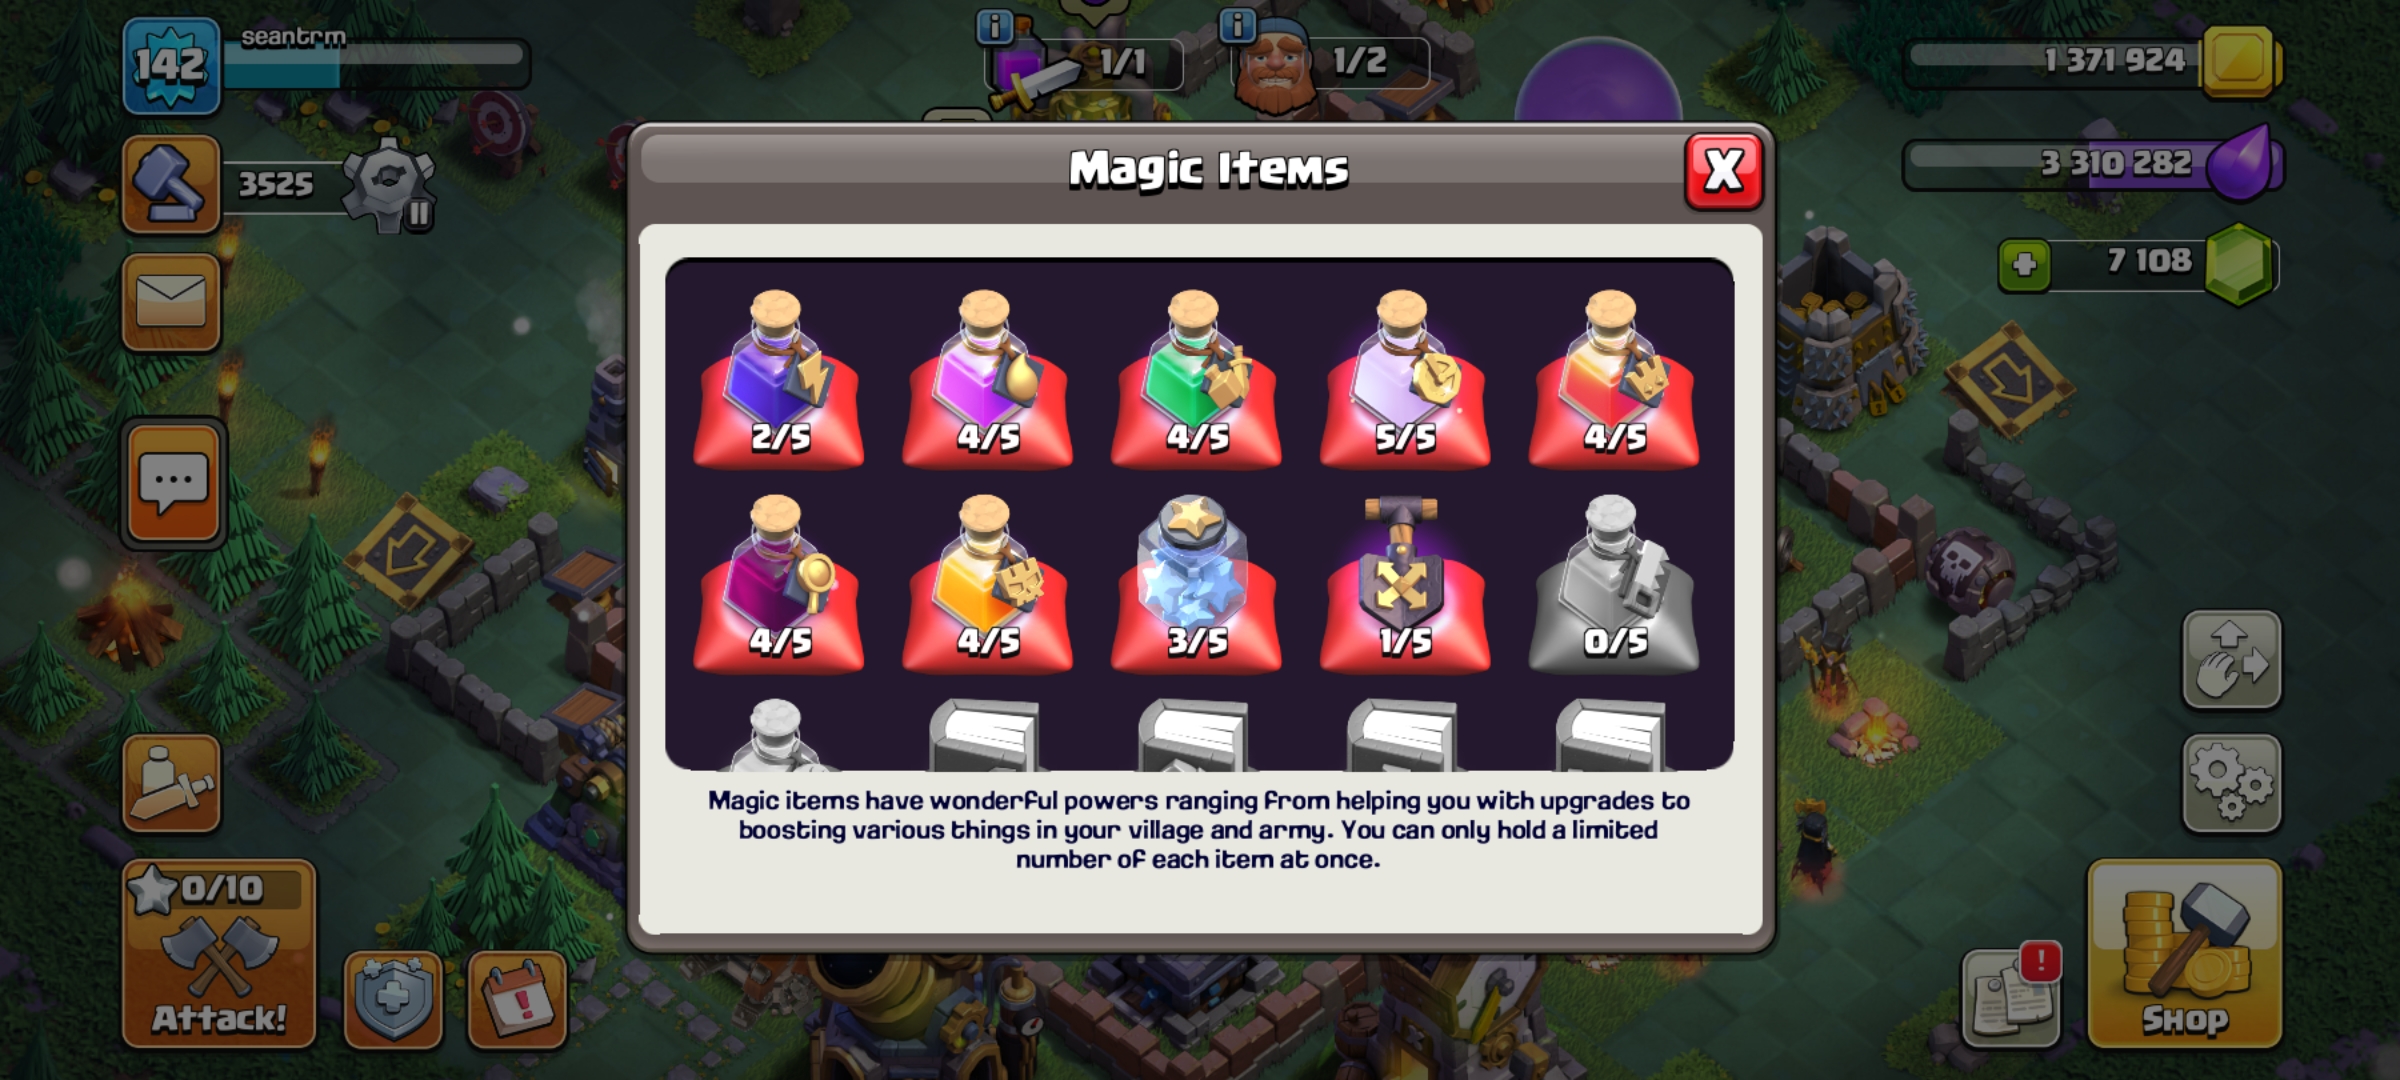 142
seantrm
1/1
1/2
1 371 924
3525
3 310 282
7 108
Magic Items
X
2/5
4/5
4/5
5/5
4/5
4/5
4/5
3/5
1/5
0/5
Magic items have wonderful powers ranging from helping you with upgrades to
boosting various things in your village and army. You can only hold a limited
number of each item at once.
0/10
Attack!
!
Shop